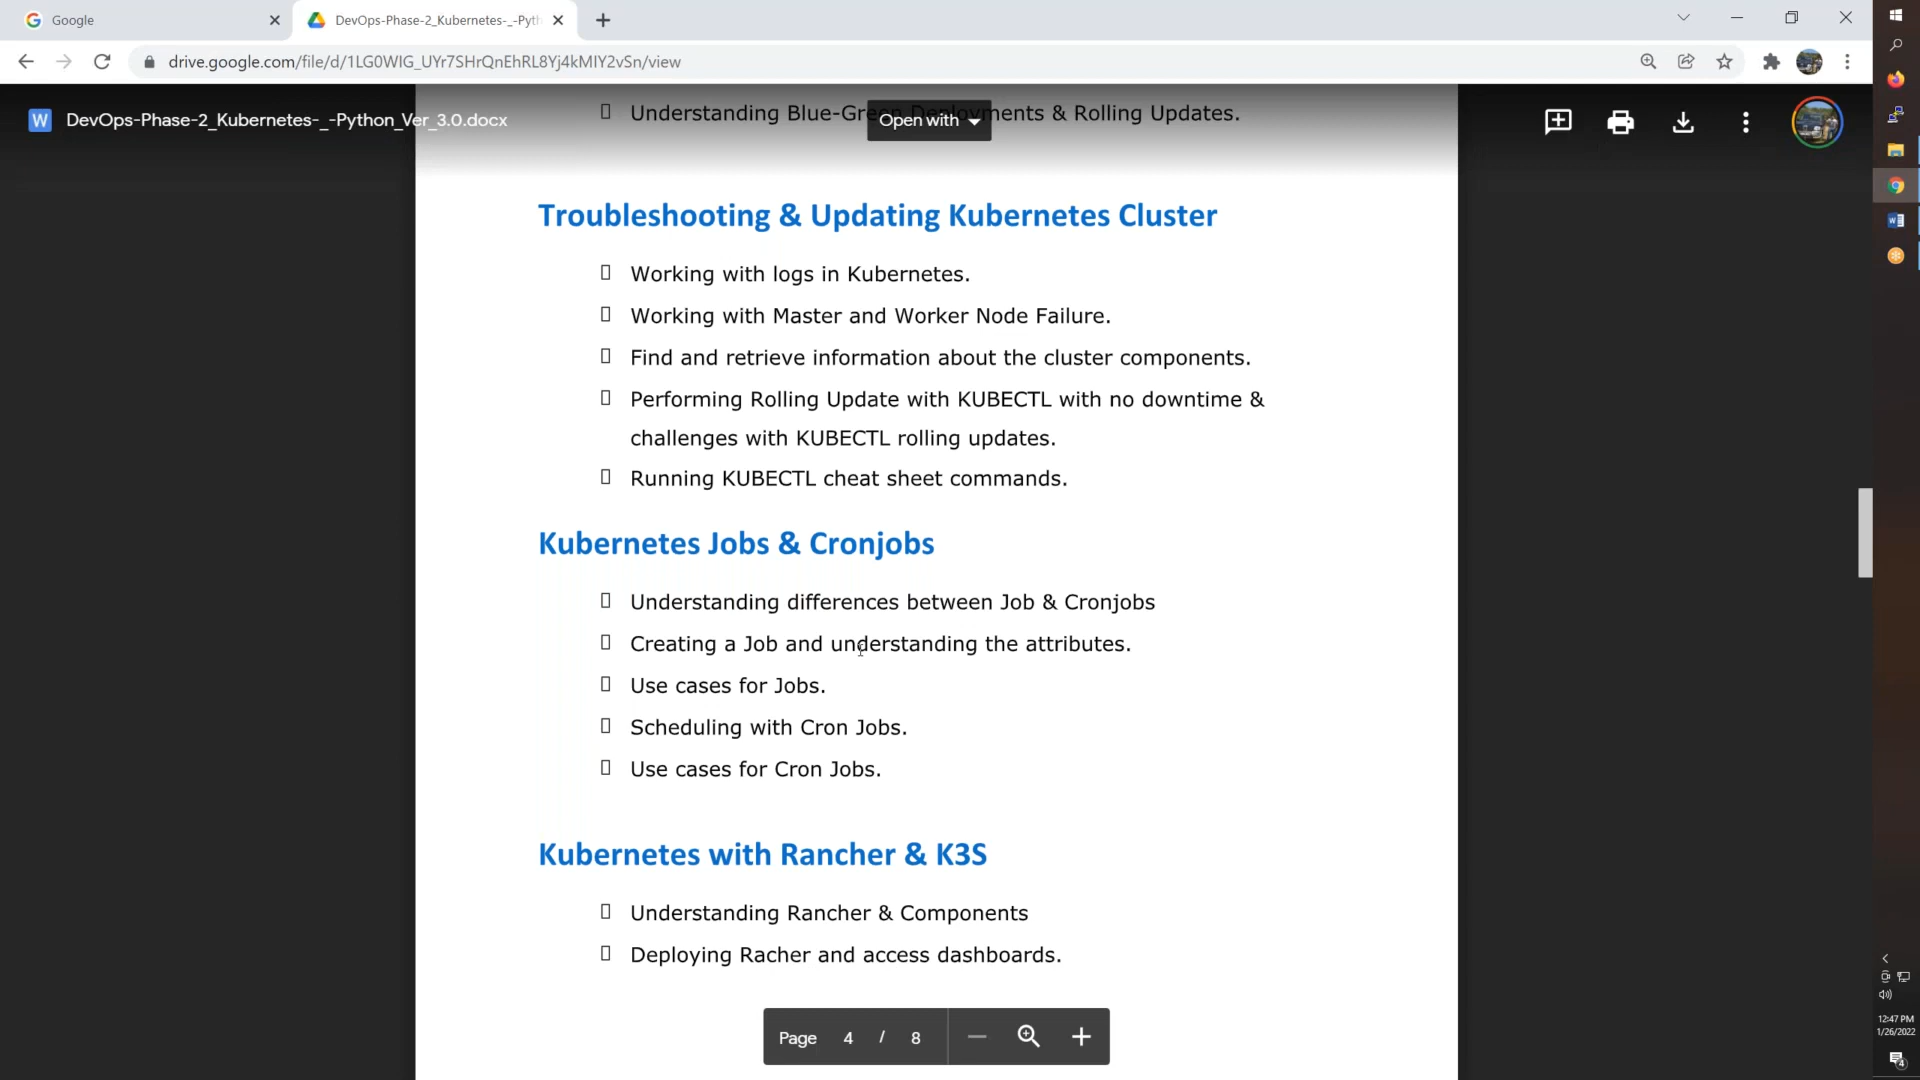 Google
DevOps-Phase-2_Kubernetes-_-Pyth
drive.google.com/file/d/1LG0WIG_UYr7SHrQnEhRL8Yj4kMIY2vSn/view
W DevOps-Phase-2_Kubernetes-_-Python_Ver_3.0.docx
Open with
Understanding Blue-Green Deployments & Rolling Updates.
Troubleshooting & Updating Kubernetes Cluster
Working with logs in Kubernetes.
Working with Master and Worker Node Failure.
Find and retrieve information about the cluster components.
Performing Rolling Update with KUBECTL with no downtime &
challenges with KUBECTL rolling updates.
Running KUBECTL cheat sheet commands.
Kubernetes Jobs & Cronjobs
Understanding differences between Job & Cronjobs
Creating a Job and understanding the attributes.
Use cases for Jobs.
Scheduling with Cron Jobs.
Use cases for Cron Jobs.
Kubernetes with Rancher & K3S
Understanding Rancher & Components
Deploying Racher and access dashboards.
Page 4 / 8
12:47 PM
1/26/2022
4